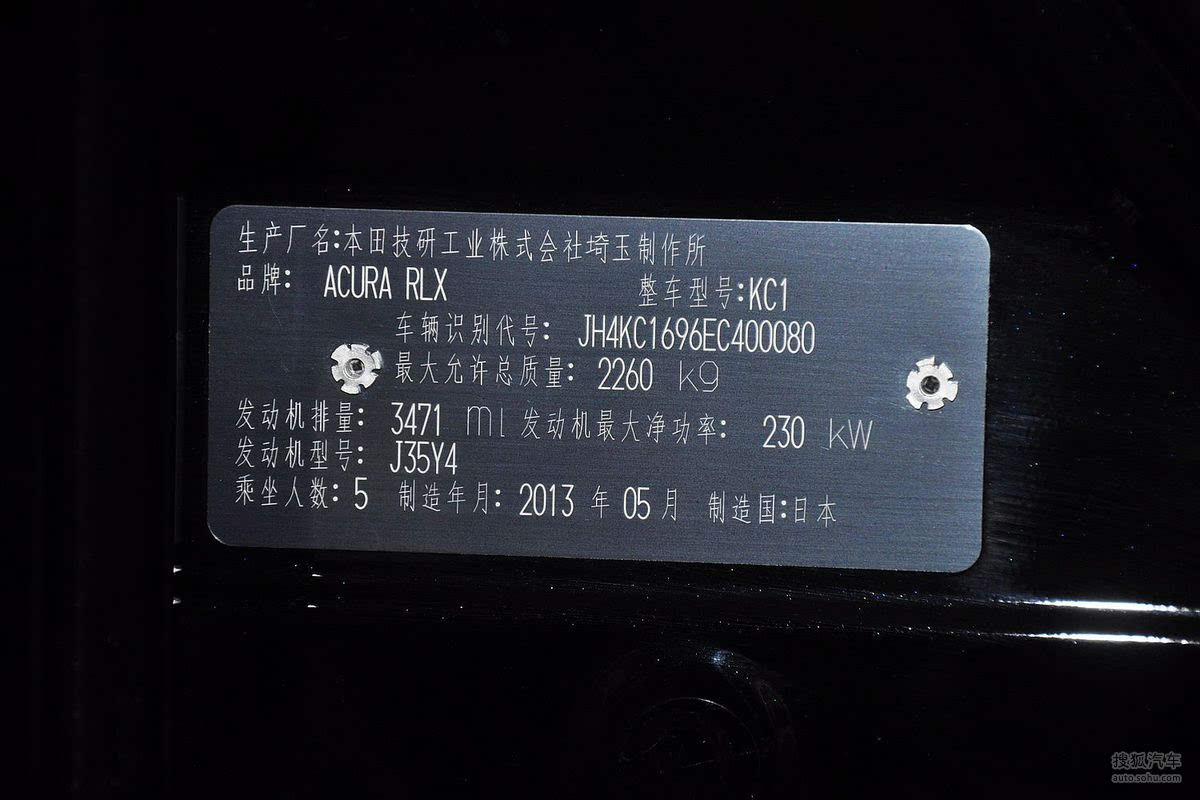 生产厂名:本田技研工业株式会社埼玉制作所
品牌: ACURA RLX 整车型号:KC1
车辆识别代号: JH4KC1696EC400080
最大允许总质量: 2260 kg
发动机排量: 3471 ml 发动机最大净功率: 230 kW
发动机型号: J35Y4
乘坐人数: 5 制造年月: 2013 年 05 月 制造国:日本
搜狐汽车
auto.sohu.com